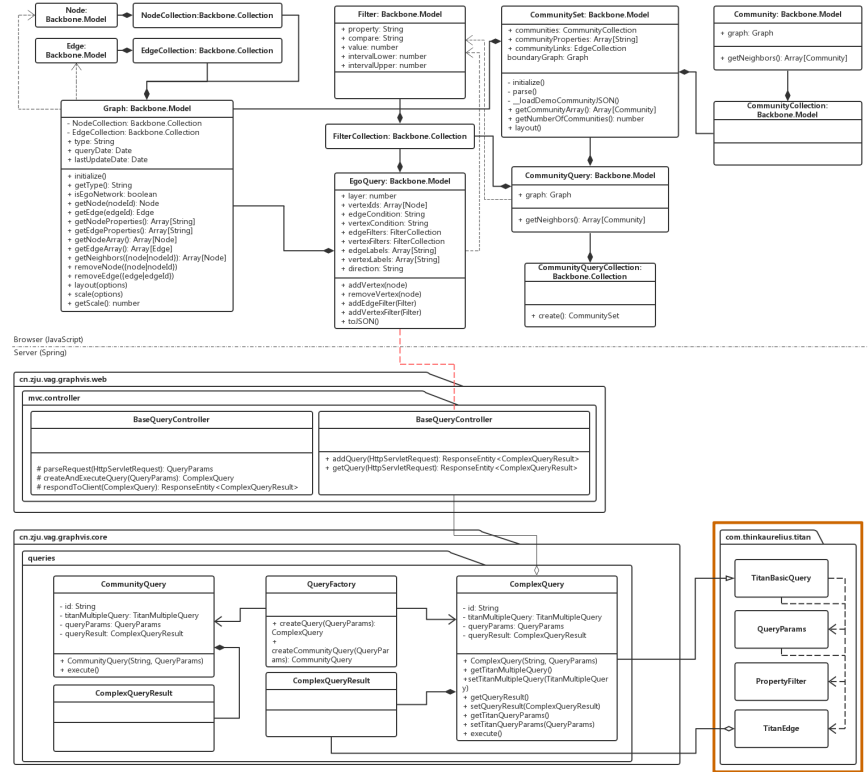 Node:
Backbone.Model
NodeCollection:Backbone.Collection
Edge:
Backbone.Model
EdgeCollection: Backbone.Collection
Graph: Backbone.Model
- NodeCollection: Backbone.Collection
- EdgeCollection: Backbone.Collection
+ type: String
+ queryDate: Date
+ lastUpdateDate: Date
+ initialize()
+ getType(): String
+ isEgoNetwork: boolean
+ getNode(nodeId): Node
+ getEdge(edgeId): Edge
+ getNodeProperties(): Array[String]
+ getEdgeProperties(): Array[String]
+ getNodeArray(): Array[Node]
+ getEdgeArray(): Array[Edge]
+ getNeighbors((node|nodeId)): Array[Node]
+ removeNode((node|nodeId))
+ removeEdge((edge|edgeId))
+ layout(options)
+ scale(options)
+ getScale(): number
Filter: Backbone.Model
+ property: String
+ compare: String
+ value: number
+ intervalLower: number
+ intervalUpper: number
FilterCollection: Backbone.Collection
EgoQuery: Backbone.Model
+ layer: number
+ vertexIds: Array[Node]
+ edgeCondition: String
+ vertexCondition: String
+ edgeFilters: FilterCollection
+ vertexFilters: FilterCollection
+ edgeLabels: Array[String]
+ vertexLabels: Array[String]
+ direction: String
+ addVertex(node)
+ removeVertex(node)
+ addEdgeFilter(Filter)
+ addVertexFilter(Filter)
+ toJSON()
CommunitySet: Backbone.Model
+ communities: CommunityCollection
+ communityProperties: Array[String]
+ communityLinks: EdgeCollection
boundaryGraph: Graph
- initialize()
- parse()
- __loadDemoCommunityJSON()
+ getCommunityArray(): Array[Community]
+ getNumberOfCommunities(): number
+ layout()
CommunityQuery: Backbone.Model
+ graph: Graph
+ getNeighbors(): Array[Community]
CommunityQueryCollection:
Backbone.Collection
+ create(): CommunitySet
Community: Backbone.Model
+ graph: Graph
+ getNeighbors(): Array[Community]
CommunityCollection:
Backbone.Model
Browser (JavaScript)
Server (Spring)
cn.zju.vag.graphvis.web
mvc.controller
BaseQueryController
# parseRequest(HttpServletRequest): QueryParams
# createAndExecuteQuery(QueryParams): ComplexQuery
# respondToClient(ComplexQuery): ResponseEntity<ComplexQueryResult>
BaseQueryController
+ addQuery(HttpServletRequest): ResponseEntity<ComplexQueryResult>
+ getQuery(HttpServletRequest): ResponseEntity<ComplexQueryResult>
cn.zju.vag.graphvis.core
queries
CommunityQuery
- id: String
- titanMultipleQuery: TitanMultipleQuery
- queryParams: QueryParams
- queryResult: ComplexQueryResult
+ CommunityQuery(String, QueryParams)
+ execute()
ComplexQueryResult
QueryFactory
+ createQuery(QueryParams):
ComplexQuery
+
createCommunityQuery(QueryPar
ams): CommunityQuery
ComplexQueryResult
ComplexQuery
- id: String
- titanMultipleQuery: TitanMultipleQuery
- queryParams: QueryParams
- queryResult: ComplexQueryResult
+ ComplexQuery(String, QueryParams)
+ getTitanMultipleQuery()
+setTitanMultipleQuery(TitanMultipleQuer
y)
+ getQueryResult()
+ setQueryResult(ComplexQueryResult)
+ getTitanQueryParams()
+ setTitanQueryParams(QueryParams)
+ execute()
com.thinkaurelius.titan
TitanBasicQuery
QueryParams
PropertyFilter
TitanEdge